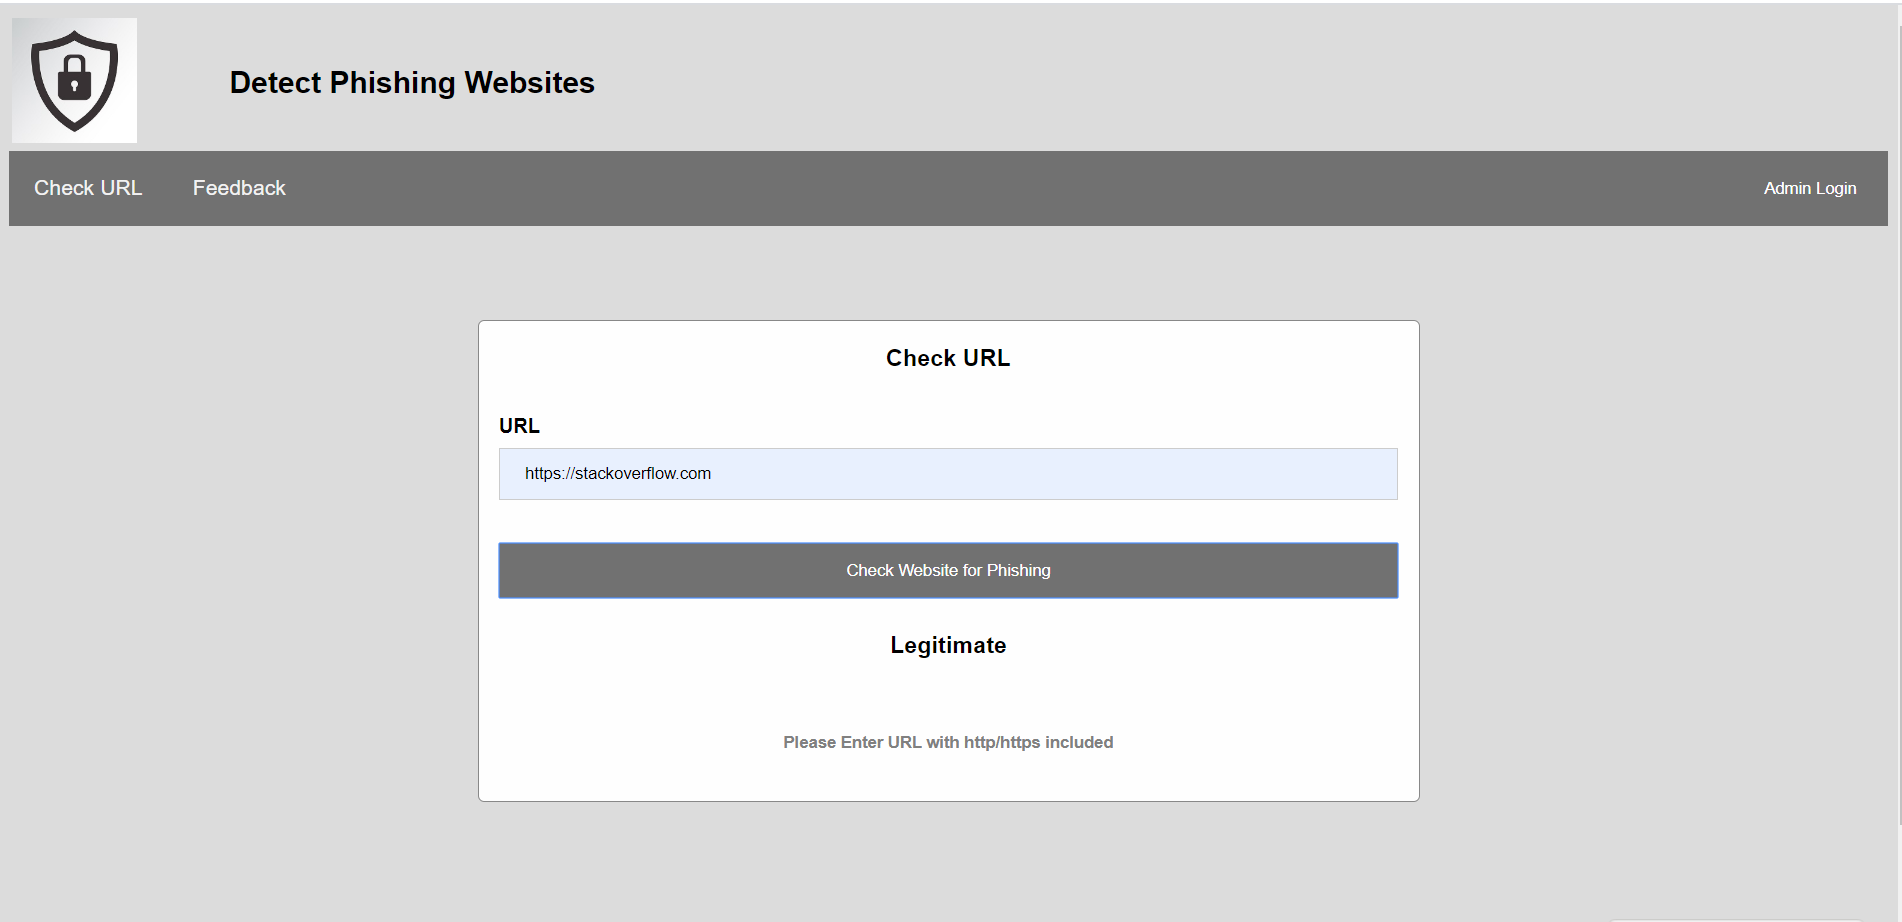 Detect Phishing Websites
Check URL
Feedback
Admin Login
Check URL
URL
https://stackoverflow.com
Check Website for Phishing
Legitimate
Please Enter URL with http/https included